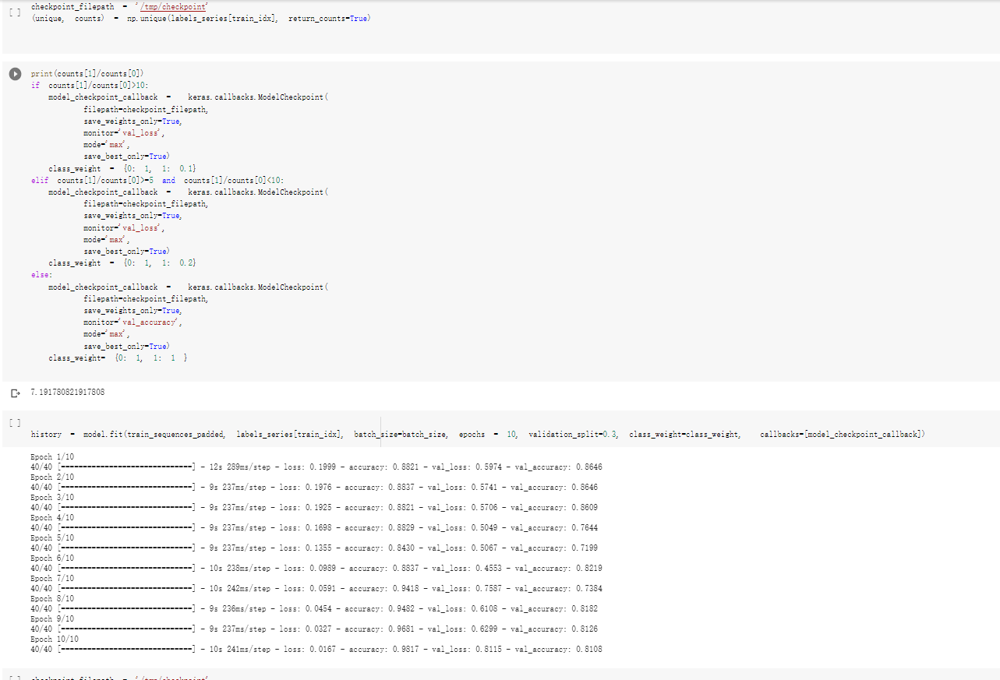 [ ] checkpoint_filepath = '/tmp/checkpoint'
(unique, counts) = np.unique(labels_series[train_idx], return_counts=True)
print(counts[1]/counts[0])
if counts[1]/counts[0]>10:
model_checkpoint_callback = keras.callbacks.ModelCheckpoint(
filepath=checkpoint_filepath,
save_weights_only=True,
monitor='val_loss',
mode='max',
save_best_only=True)
class_weight = {0: 1, 1: 0.1}
elif counts[1]/counts[0]>=5 and counts[1]/counts[0]<10:
model_checkpoint_callback = keras.callbacks.ModelCheckpoint(
filepath=checkpoint_filepath,
save_weights_only=True,
monitor='val_loss',
mode='max',
save_best_only=True)
class_weight = {0: 1, 1: 0.2}
else:
model_checkpoint_callback = keras.callbacks.ModelCheckpoint(
filepath=checkpoint_filepath,
save_weights_only=True,
monitor='val_accuracy',
mode='max',
save_best_only=True)
class_weight= {0: 1, 1: 1 }
7.191780821917808
[ ]
history = model.fit(train_sequences_padded, labels_series[train_idx], batch_size=batch_size, epochs = 10, validation_split=0.3, class_weight=class_weight, callbacks=[model_checkpoint_callback])
Epoch 1/10
40/40 [==============================] - 12s 289ms/step - loss: 0.1999 - accuracy: 0.8821 - val_loss: 0.5974 - val_accuracy: 0.8646
Epoch 2/10
40/40 [==============================] - 9s 237ms/step - loss: 0.1976 - accuracy: 0.8837 - val_loss: 0.5741 - val_accuracy: 0.8646
Epoch 3/10
40/40 [==============================] - 9s 237ms/step - loss: 0.1925 - accuracy: 0.8821 - val_loss: 0.5706 - val_accuracy: 0.8609
Epoch 4/10
40/40 [==============================] - 9s 237ms/step - loss: 0.1698 - accuracy: 0.8829 - val_loss: 0.5049 - val_accuracy: 0.7644
Epoch 5/10
40/40 [==============================] - 9s 237ms/step - loss: 0.1355 - accuracy: 0.8430 - val_loss: 0.5067 - val_accuracy: 0.7199
Epoch 6/10
40/40 [==============================] - 10s 238ms/step - loss: 0.0989 - accuracy: 0.8837 - val_loss: 0.4553 - val_accuracy: 0.8219
Epoch 7/10
40/40 [==============================] - 10s 242ms/step - loss: 0.0591 - accuracy: 0.9418 - val_loss: 0.7587 - val_accuracy: 0.7384
Epoch 8/10
40/40 [==============================] - 9s 236ms/step - loss: 0.0454 - accuracy: 0.9482 - val_loss: 0.6108 - val_accuracy: 0.8182
Epoch 9/10
40/40 [==============================] - 9s 237ms/step - loss: 0.0327 - accuracy: 0.9681 - val_loss: 0.6299 - val_accuracy: 0.8126
Epoch 10/10
40/40 [==============================] - 10s 241ms/step - loss: 0.0167 - accuracy: 0.9817 - val_loss: 0.8115 - val_accuracy: 0.8108
[ ] checkpoint_filepath = '/tmp/checkpoint'